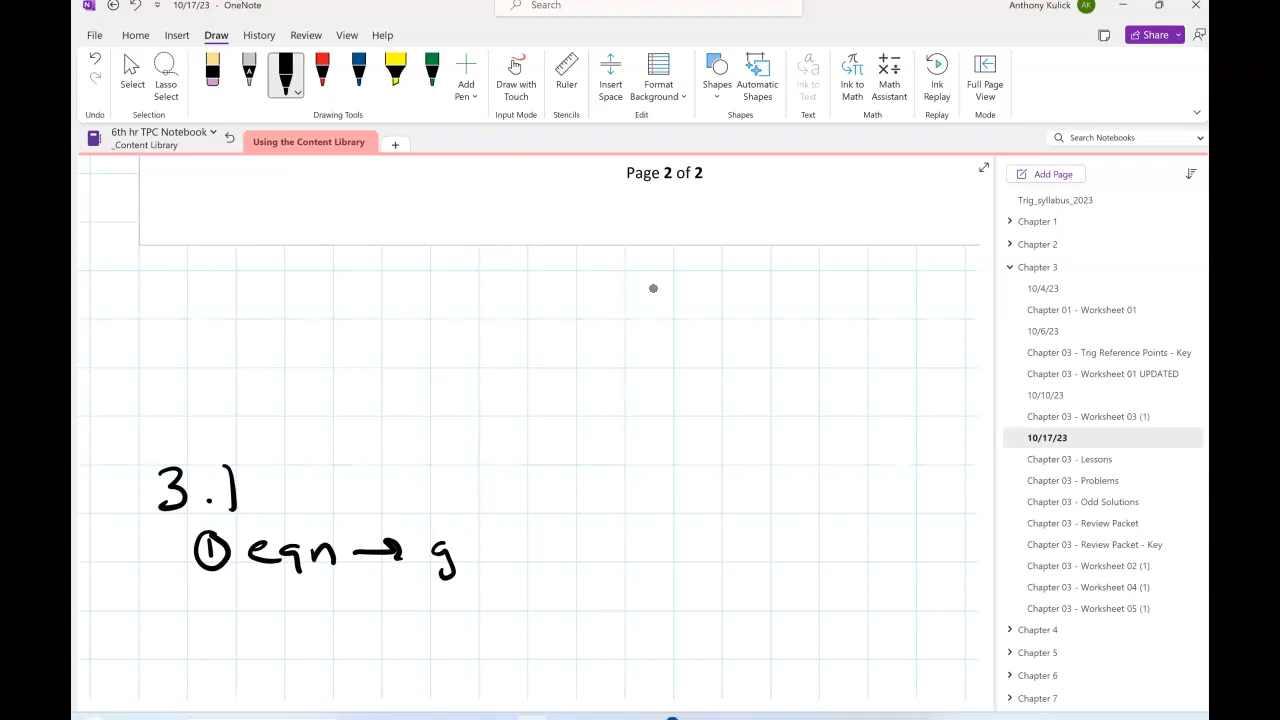 10/17/23 - OneNote
Search
Anthony Kulick
AK
File Home Insert Draw History Review View Help
Share
Undo
Select
Lasso Select
Selection
Drawing Tools
Add Pen
Draw with Touch
Input Mode
Ruler
Stencils
Insert Space
Format Background
Edit
Shapes
Automatic Shapes
Shapes
Ink to Text
Text
Ink to Math
Math Assistant
Math
Ink Replay
Replay
Full Page View
Mode
6th hr TPC Notebook
_Content Library
Using the Content Library
+
Search Notebooks
Page 2 of 2
3.1
① eqn → g
Add Page
Trig_syllabus_2023
Chapter 1
Chapter 2
Chapter 3
10/4/23
Chapter 01 - Worksheet 01
10/6/23
Chapter 03 - Trig Reference Points - Key
Chapter 03 - Worksheet 01 UPDATED
10/10/23
Chapter 03 - Worksheet 03 (1)
10/17/23
Chapter 03 - Lessons
Chapter 03 - Problems
Chapter 03 - Odd Solutions
Chapter 03 - Review Packet
Chapter 03 - Review Packet - Key
Chapter 03 - Worksheet 02 (1)
Chapter 03 - Worksheet 04 (1)
Chapter 03 - Worksheet 05 (1)
Chapter 4
Chapter 5
Chapter 6
Chapter 7